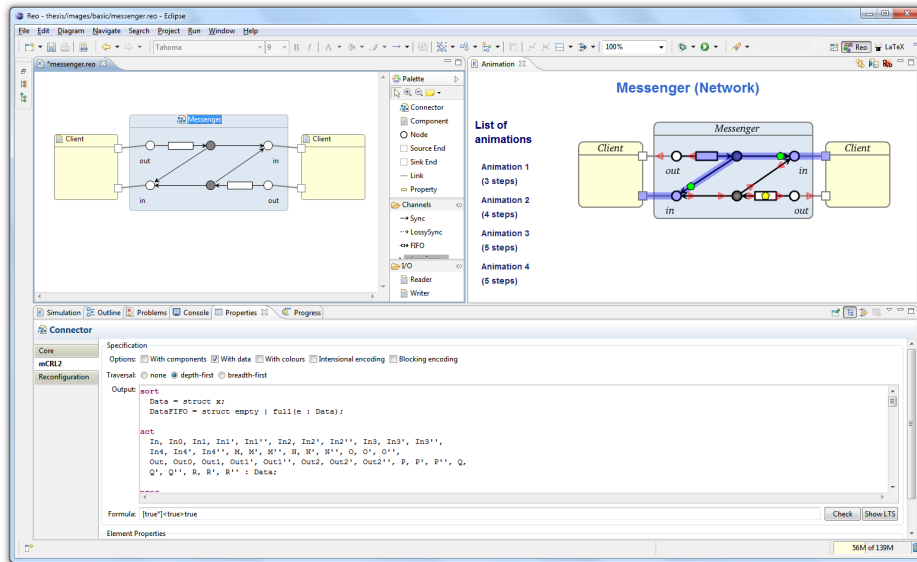 Reo - thesis/images/basic/messenger.reo - Eclipse
File Edit Diagram Navigate Search Project Run Window Help
Tahoma 9 B I A 100% Reo LaTeX
*messenger.reo
Palette
Connector
Component
Node
Source End
Sink End
Link
Property
Channels
Sync
LossySync
FIFO
I/O
Reader
Writer
Client
Messenger
Client
out
in
in
out
Animation
Messenger (Network)
List of
animations
Animation 1
(3 steps)
Animation 2
(4 steps)
Animation 3
(5 steps)
Animation 4
(5 steps)
Messenger
Client
Client
out
in
in
out
Simulation Outline Problems Console Properties Progress
Connector
Core
mCRL2
Reconfiguration
Specification
Options: With components With data With colours Intensional encoding Blocking encoding
Traversal: none depth-first breadth-first
Output: sort
Data = struct x;
DataFIFO = struct empty | full(e : Data);
act
In, In0, In1, In1', In1'', In2, In2', In2'', In3, In3', In3'',
In4, In4', In4'', M, M', M'', N, N', N'', O, O', O'',
Out, Out0, Out1, Out1', Out1'', Out2, Out2', Out2'', P, P', P'', Q,
Q', Q'', R, R', R'' : Data;
Formula: [true*]<true>true
Check Show LTS
Element Properties
56M of 139M